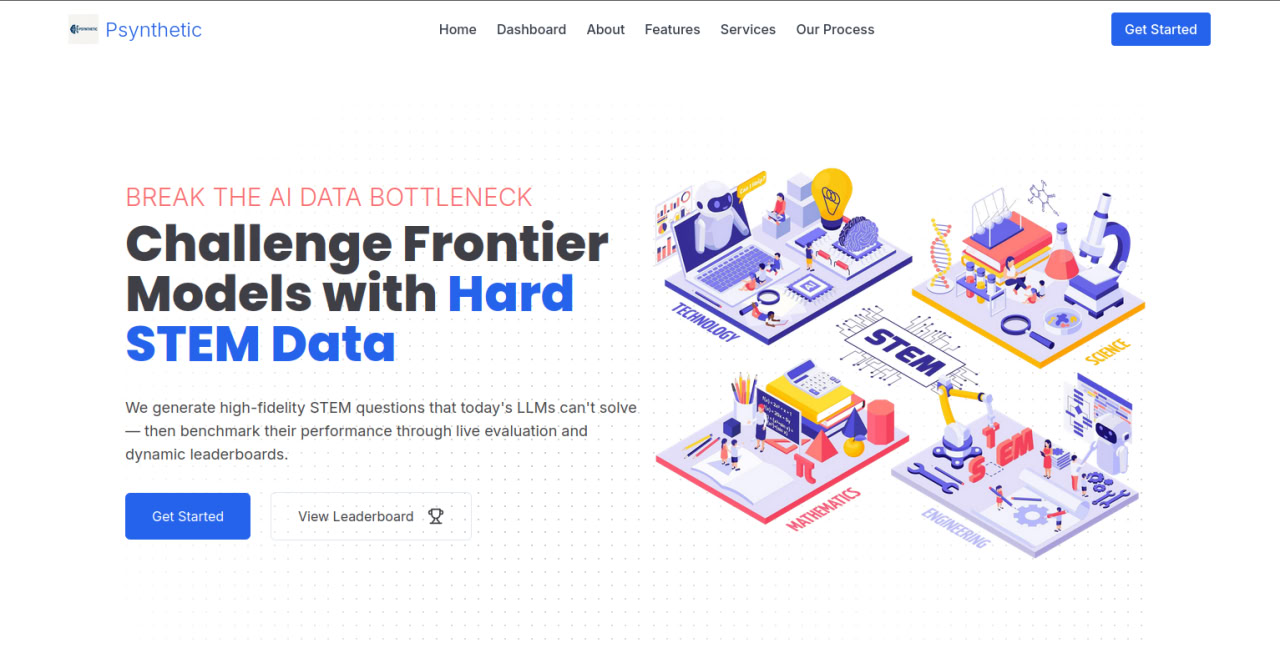 Psynthetic
Home Dashboard About Features Services Our Process
Get Started
BREAK THE AI DATA BOTTLENECK
Challenge Frontier
Models with Hard
STEM Data
We generate high-fidelity STEM questions that today's LLMs can't solve
— then benchmark their performance through live evaluation and
dynamic leaderboards.
Get Started
View Leaderboard
TECHNOLOGY
SCIENCE
STEM
MATHEMATICS
π
STEM
ENGINEERING